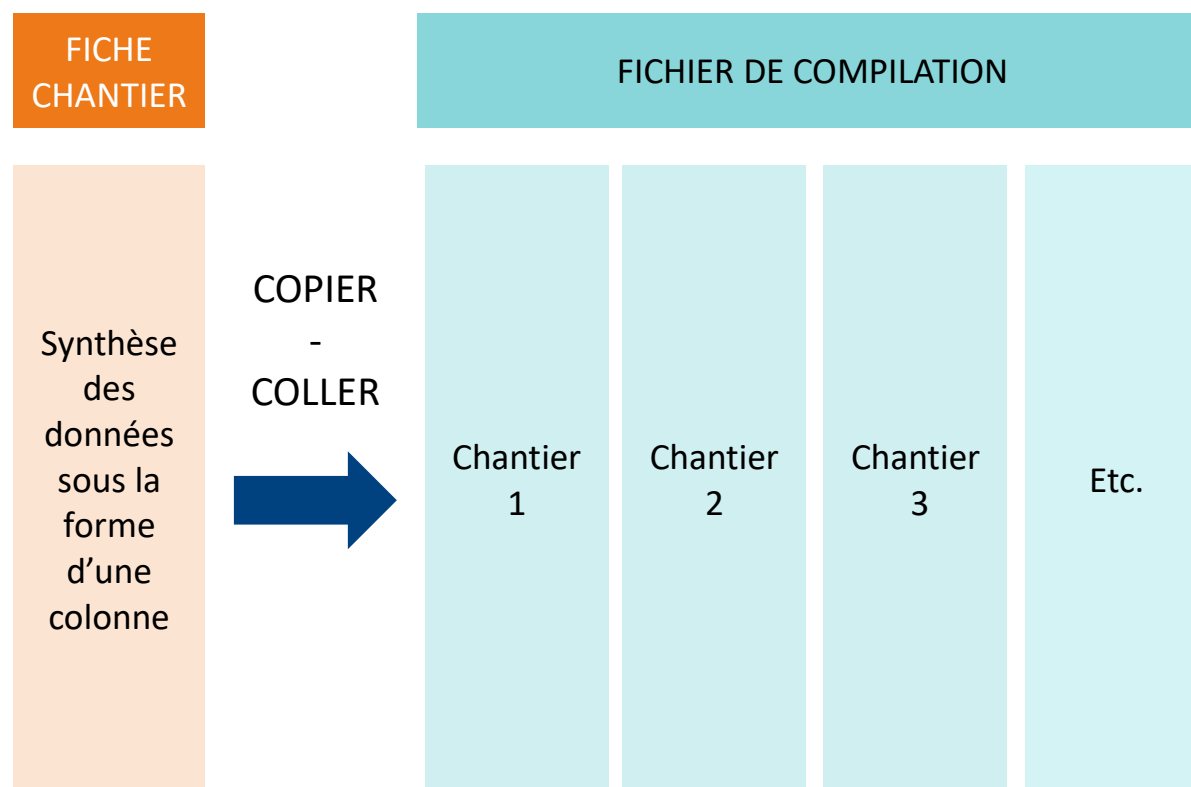 FICHE
CHANTIER
FICHIER DE COMPILATION
Synthèse
des
données
sous la
forme
d’une
colonne
COPIER
-
COLLER
Chantier
1
Chantier
2
Chantier
3
Etc.